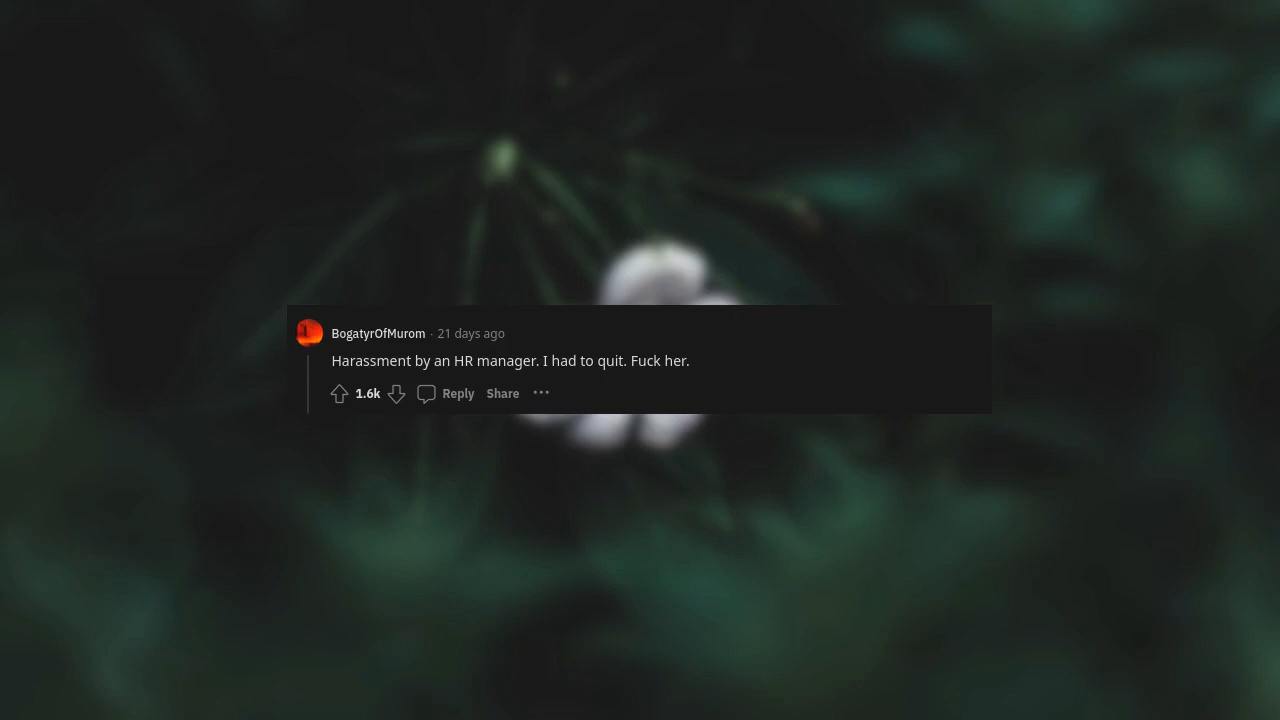 BogatyrOfMurom · 21 days ago
Harassment by an HR manager. I had to quit. Fuck her.
1.6k Reply Share ···